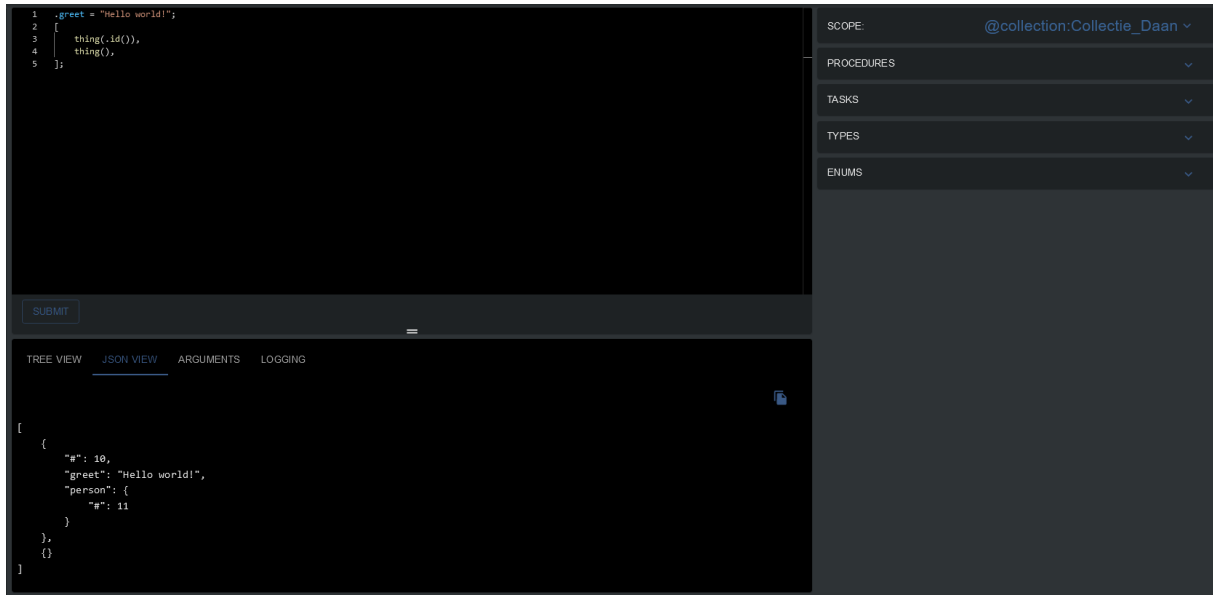 1 .greet = "Hello world!";
2 [
3 thing(.id()),
4 thing(),
5 ];
SUBMIT
SCOPE: @collection:Collectie_Daan
PROCEDURES
TASKS
TYPES
ENUMS
TREE VIEW JSON VIEW ARGUMENTS LOGGING
[
{
"#": 10,
"greet": "Hello world!",
"person": {
"#": 11
}
},
{}
]